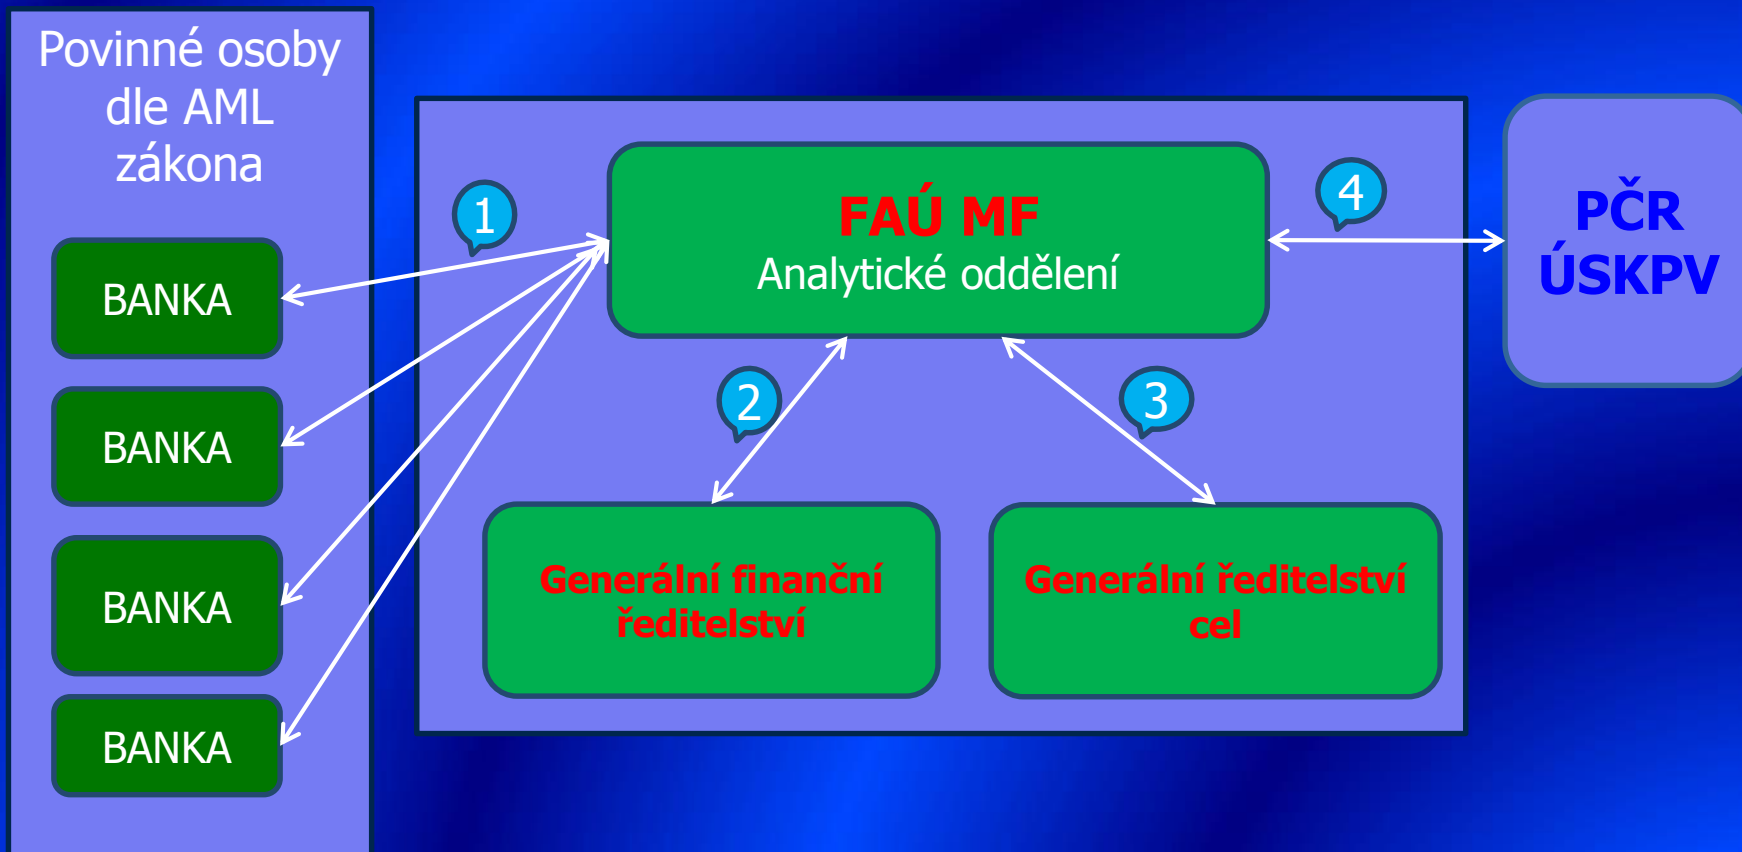 Povinné osoby
dle AML
zákona
BANKA
BANKA
BANKA
BANKA
1
FAÚ MF
Analytické oddělení
4
PČR
ÚSKPV
2
3
Generální finanční
ředitelství
Generální ředitelství
cel